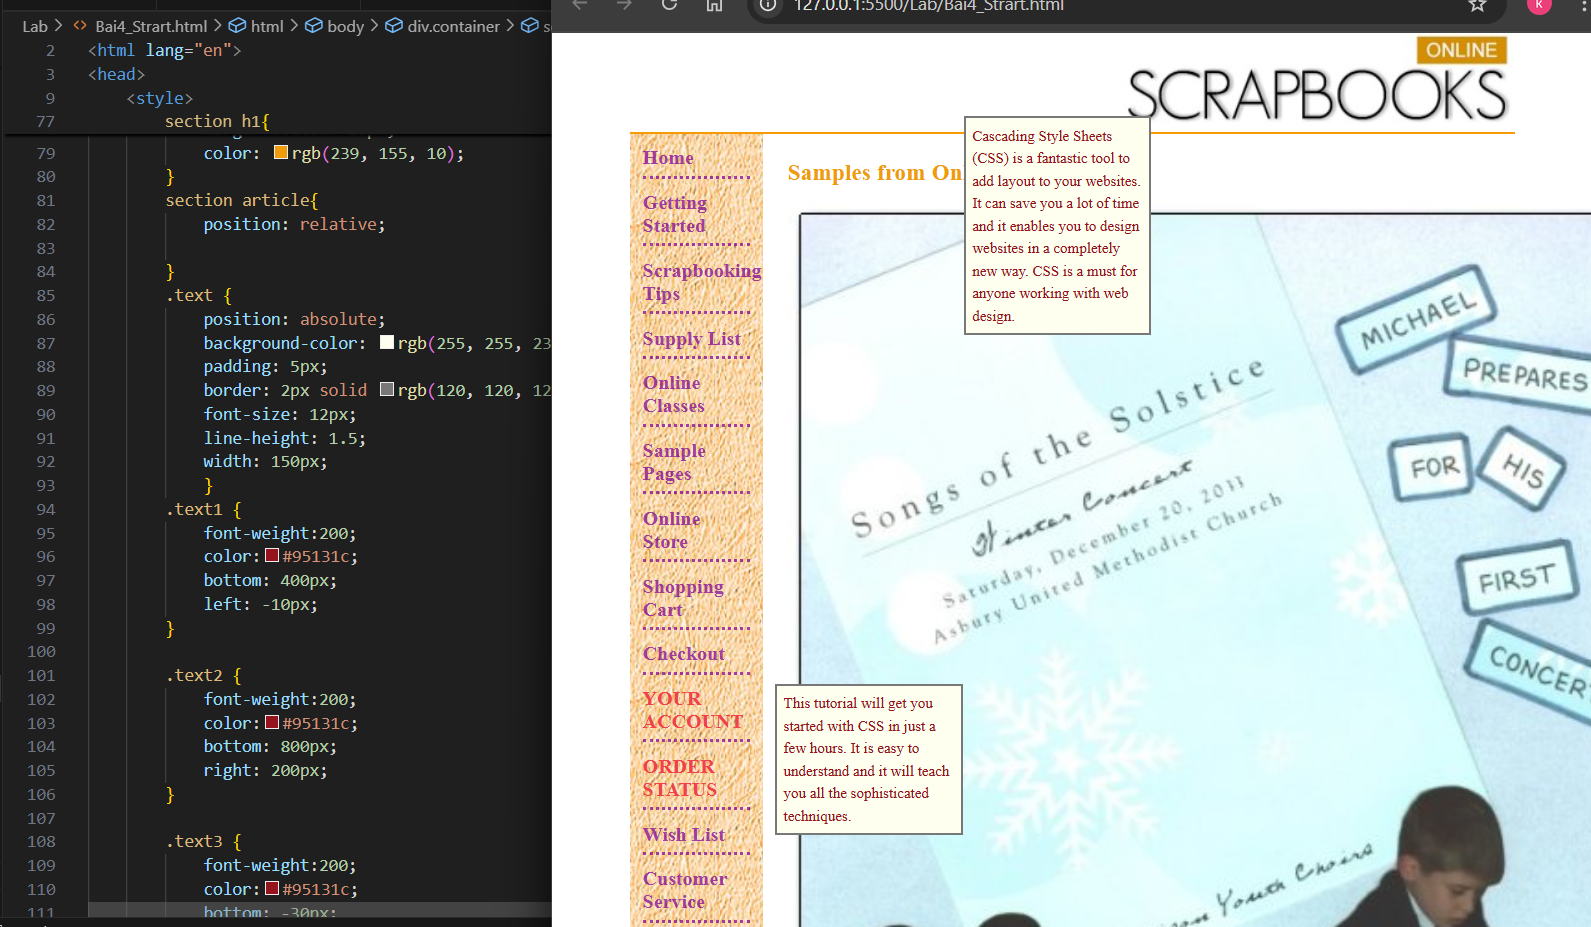 Lab > <> Bai4_Strart.html > html > body > div.container > s
2 <html lang="en">
3 <head>
9 <style>
77 section h1{
79 color: rgb(239, 155, 10);
80 }
81 section article{
82 position: relative;
83
84 }
85 .text {
86 position: absolute;
87 background-color: rgb(255, 255, 23
88 padding: 5px;
89 border: 2px solid rgb(120, 120, 12
90 font-size: 12px;
91 line-height: 1.5;
92 width: 150px;
93 }
94 .text1 {
95 font-weight:200;
96 color: #95131c;
97 bottom: 400px;
98 left: -10px;
99 }
100
101 .text2 {
102 font-weight:200;
103 color: #95131c;
104 bottom: 800px;
105 right: 200px;
106 }
107
108 .text3 {
109 font-weight:200;
110 color: #95131c;
111 bottom: -30px;
127.0.0.1:5500/Lab/Bai4_Strart.html
K
ONLINE
SCRAPBOOKS
Home
Getting
Started
Scrapbooking
Tips
Supply List
Online
Classes
Sample
Pages
Online
Store
Shopping
Cart
Checkout
YOUR
ACCOUNT
ORDER
STATUS
Wish List
Customer
Service
Samples from On
Cascading Style Sheets
(CSS) is a fantastic tool to
add layout to your websites.
It can save you a lot of time
and it enables you to design
websites in a completely
new way. CSS is a must for
anyone working with web
design.
Songs of the Solstice
Winter Concert
Saturday, December 20, 2011
Asbury United Methodist Church
MICHAEL
PREPARES
FOR
HIS
FIRST
CONCER
This tutorial will get you
started with CSS in just a
few hours. It is easy to
understand and it will teach
you all the sophisticated
techniques.
Youth Choirs